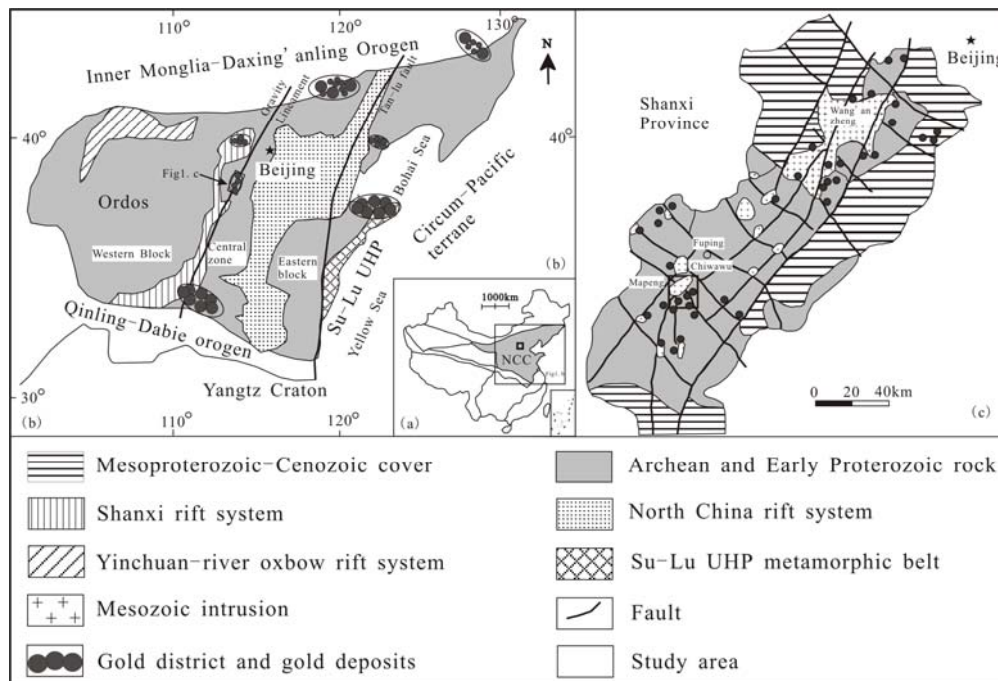 110°
120°
130°
Inner Monglia-Daxing' anling Orogen
N
Gravity
Lineament
Tan-lu fault
40°
40°
Beijing
Fig1. c
Bohai Sea
Ordos
Circum-Pacific
terrane
Western Block
Central
zone
Eastern
block
(b)
Su-Lu UHP
Yellow Sea
Qinling-Dabie orogen
Yangtz Craton
30°
(b)
110°
120°
1000km
NCC
Fig1. b
(a)
Beijing
Shanxi
Province
Wang' an
zheng
Fuping
Chiwawu
Mapeng
0 20 40km
(c)
Mesoproterozoic-Cenozoic cover
Archean and Early Proterozoic rock
Shanxi rift system
North China rift system
Yinchuan-river oxbow rift system
Su-Lu UHP metamorphic belt
Mesozoic intrusion
Fault
Gold district and gold deposits
Study area